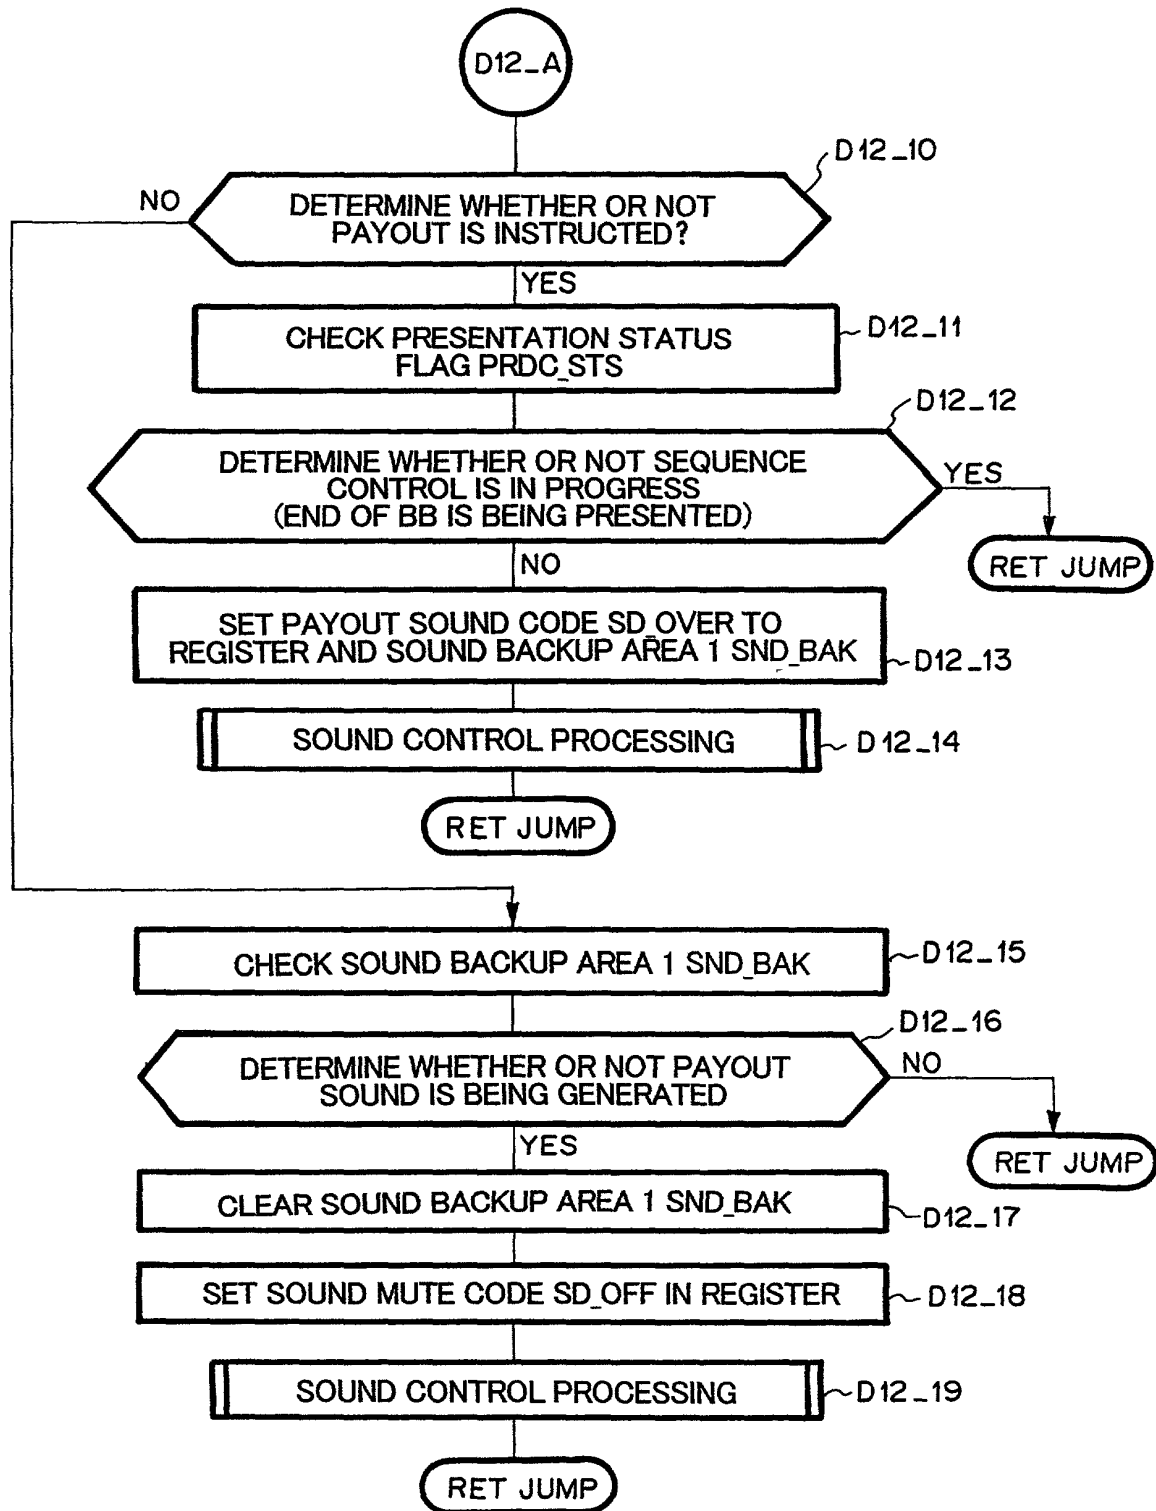 D12_A
D12_10
NO
DETERMINE WHETHER OR NOT
PAYOUT IS INSTRUCTED?
YES
CHECK PRESENTATION STATUS
FLAG PRDC_STS
D12_11
D12_12
DETERMINE WHETHER OR NOT SEQUENCE
CONTROL IS IN PROGRESS
(END OF BB IS BEING PRESENTED)
YES
RET JUMP
NO
SET PAYOUT SOUND CODE SD_OVER TO
REGISTER AND SOUND BACKUP AREA 1 SND_BAK
D12_13
SOUND CONTROL PROCESSING
D12_14
RET JUMP
CHECK SOUND BACKUP AREA 1 SND_BAK
D12_15
D12_16
DETERMINE WHETHER OR NOT PAYOUT
SOUND IS BEING GENERATED
NO
RET JUMP
YES
CLEAR SOUND BACKUP AREA 1 SND_BAK
D12_17
SET SOUND MUTE CODE SD_OFF IN REGISTER
D12_18
SOUND CONTROL PROCESSING
D12_19
RET JUMP